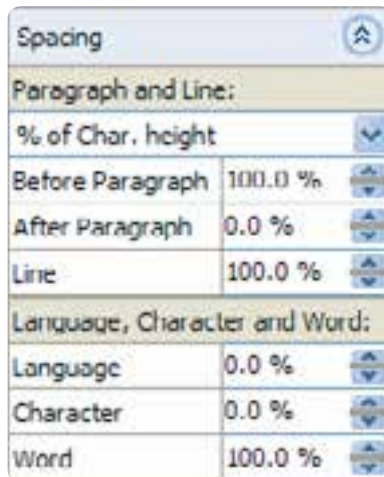 Spacing
Paragraph and Line:
% of Char. height
Before Paragraph 100.0 %
After Paragraph 0.0 %
Line 100.0 %
Language, Character and Word:
Language 0.0 %
Character 0.0 %
Word 100.0 %